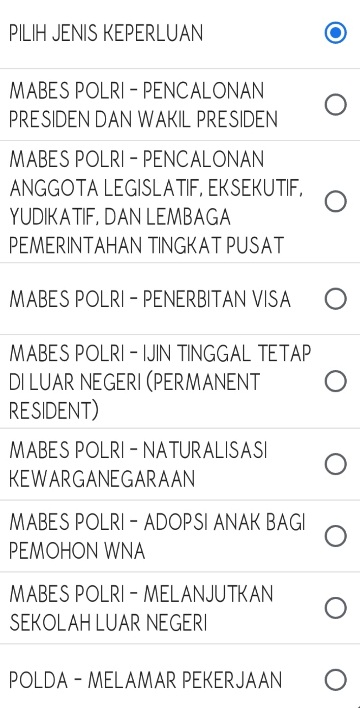 PILIH JENIS KEPERLUAN
MABES POLRI - PENCALONAN
PRESIDEN DAN WAKIL PRESIDEN
MABES POLRI - PENCALONAN
ANGGOTA LEGISLATIF, EKSEKUTIF,
YUDIKATIF, DAN LEMBAGA
PEMERINTAHAN TINGKAT PUSAT
MABES POLRI - PENERBITAN VISA
MABES POLRI - IJIN TINGGAL TETAP
DI LUAR NEGERI (PERMANENT
RESIDENT)
MABES POLRI - NATURALISASI
KEWARGANEGARAAN
MABES POLRI - ADOPSI ANAK BAGI
PEMOHON WNA
MABES POLRI - MELANJUTKAN
SEKOLAH LUAR NEGERI
POLDA - MELAMAR PEKERJAAN